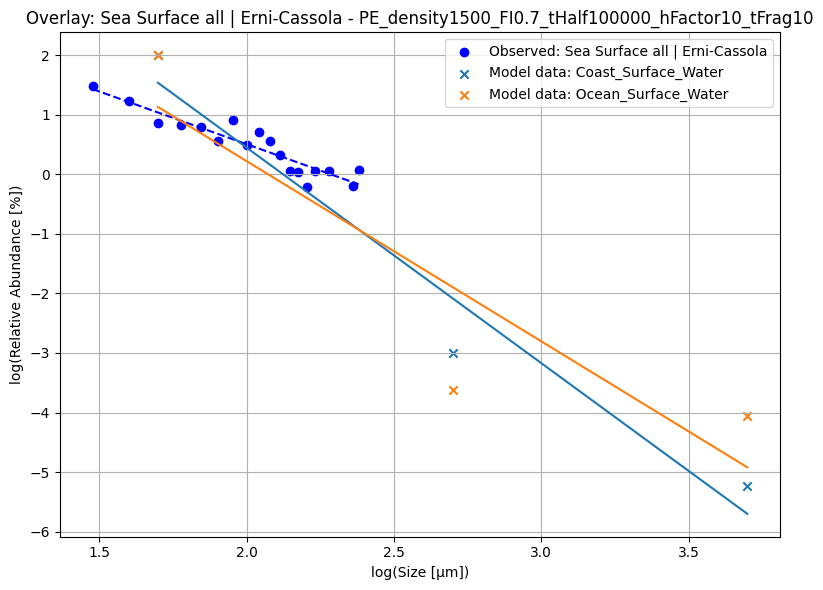 Overlay: Sea Surface all | Erni-Cassola - PE_density1500_FI0.7_tHalf100000_hFactor10_tFrag10
Observed: Sea Surface all | Erni-Cassola
Model data: Coast_Surface_Water
Model data: Ocean_Surface_Water
log(Relative Abundance [%])
2
1
0
−1
−2
−3
−4
−5
−6
1.5
2.0
2.5
3.0
3.5
log(Size [μm])